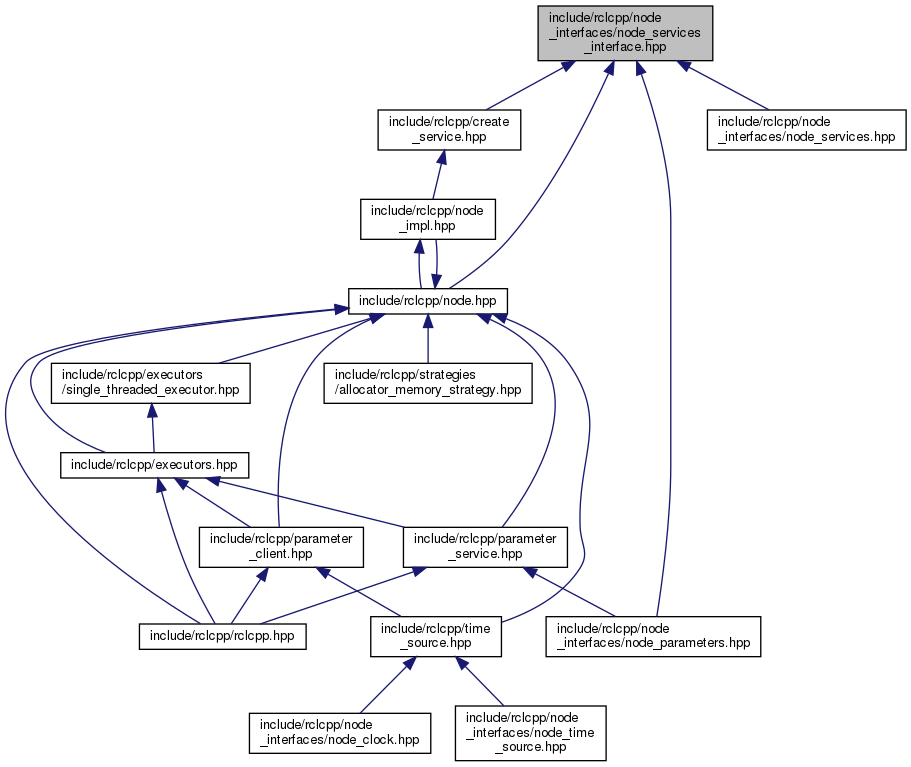 include/rclcpp/node
_interfaces/node_services
_interface.hpp
include/rclcpp/create
_service.hpp
include/rclcpp/node
_interfaces/node_services.hpp
include/rclcpp/node
_impl.hpp
include/rclcpp/node.hpp
include/rclcpp/executors
/single_threaded_executor.hpp
include/rclcpp/strategies
/allocator_memory_strategy.hpp
include/rclcpp/executors.hpp
include/rclcpp/parameter
_client.hpp
include/rclcpp/parameter
_service.hpp
include/rclcpp/rclcpp.hpp
include/rclcpp/time
_source.hpp
include/rclcpp/node
_interfaces/node_parameters.hpp
include/rclcpp/node
_interfaces/node_clock.hpp
include/rclcpp/node
_interfaces/node_time
_source.hpp